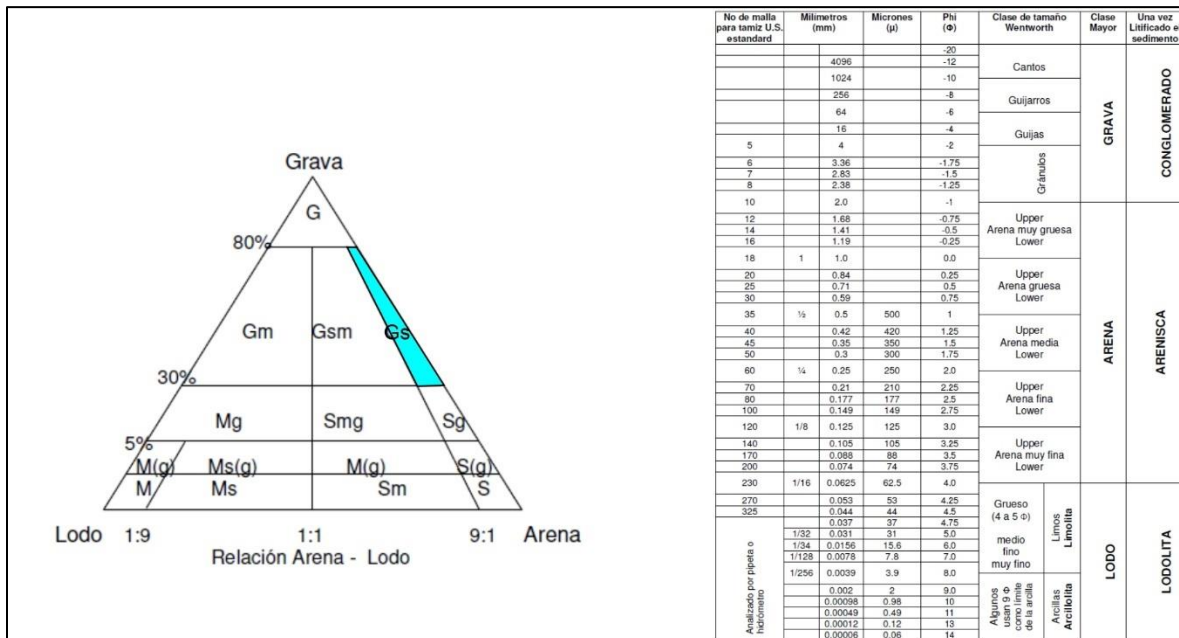 Grava
G
80%
Gm Gsm Gs
30%
Mg Smg Sg
5%
M(g) Ms(g) M(g) S(g)
M Ms Sm S
Lodo 1:9 1:1 9:1 Arena
Relación Arena - Lodo
No de malla para tamiz U.S. estandard Milímetros (mm) Micrones (μ) Phi (Φ) Clase de tamaño Wentworth Clase Mayor Una vez Litificado el sedimento
-20
4096 -12
Cantos
1024 -10
256 -8
Guijarros
64 -6
16 -4
Guijas
5 4 -2
6 3.36 -1.75
7 2.83 -1.5
8 2.38 -1.25
Gránulos
GRAVA
CONGLOMERADO
10 2.0 -1
12 1.68 -0.75 Upper
14 1.41 -0.5 Arena muy gruesa
16 1.19 -0.25 Lower
18 1 1.0 0.0
20 0.84 0.25 Upper
25 0.71 0.5 Arena gruesa
30 0.59 0.75 Lower
35 ½ 0.5 500 1
40 0.42 420 1.25 Upper
45 0.35 350 1.5 Arena media
50 0.3 300 1.75 Lower
60 ¼ 0.25 250 2.0
70 0.21 210 2.25 Upper
80 0.177 177 2.5 Arena fina
100 0.149 149 2.75 Lower
120 1/8 0.125 125 3.0
140 0.105 105 3.25 Upper
170 0.088 88 3.5 Arena muy fina
200 0.074 74 3.75 Lower
ARENA
ARENISCA
230 1/16 0.0625 62.5 4.0
270 0.053 53 4.25 Grueso
325 0.044 44 4.5 (4 a 5 Φ)
0.037 37 4.75
1/32 0.031 31 5.0 medio
1/34 0.0156 15.6 6.0 fino
1/128 0.0078 7.8 7.0 muy fino
Limos
Limolita
1/256 0.0039 3.9 8.0
0.002 2 9.0
0.00098 0.98 10
0.00049 0.49 11
0.00012 0.12 13
0.00006 0.06 14
Analizado por pipeta o
hidrómetro
Algunos
usan 9 Φ
como límite
de la arcilla
Arcillas
Arcillolita
LODO
LODOLITA